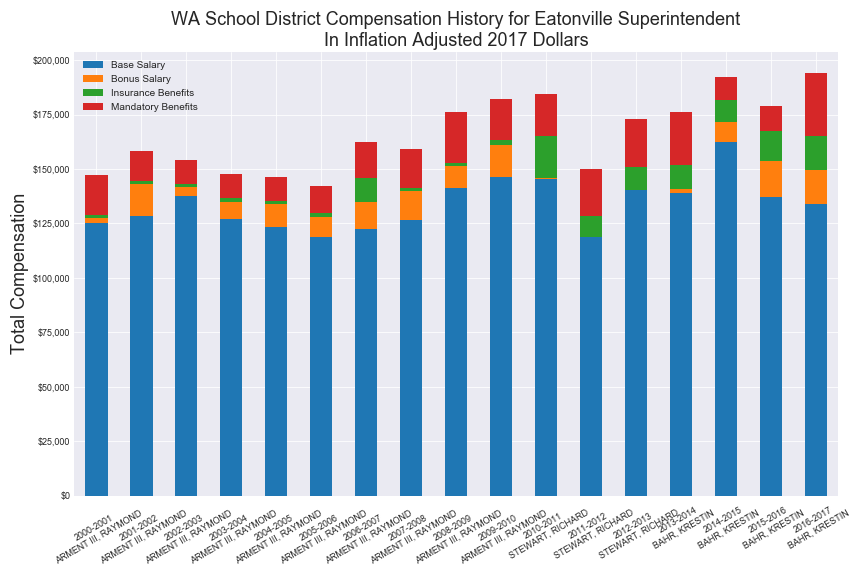 WA School District Compensation History for Eatonville Superintendent
In Inflation Adjusted 2017 Dollars
Base Salary
Bonus Salary
Insurance Benefits
Mandatory Benefits
Total Compensation
$200,000
$175,000
$150,000
$125,000
$100,000
$75,000
$50,000
$25,000
$0
2000-2001
ARMENT III, RAYMOND
2001-2002
ARMENT III, RAYMOND
2002-2003
ARMENT III, RAYMOND
2003-2004
ARMENT III, RAYMOND
2004-2005
ARMENT III, RAYMOND
2005-2006
ARMENT III, RAYMOND
2006-2007
ARMENT III, RAYMOND
2007-2008
ARMENT III, RAYMOND
2008-2009
ARMENT III, RAYMOND
2009-2010
ARMENT III, RAYMOND
2010-2011
STEWART, RICHARD
2011-2012
STEWART, RICHARD
2012-2013
STEWART, RICHARD
2013-2014
BAHR, KRESTIN
2014-2015
BAHR, KRESTIN
2015-2016
BAHR, KRESTIN
2016-2017
BAHR, KRESTIN